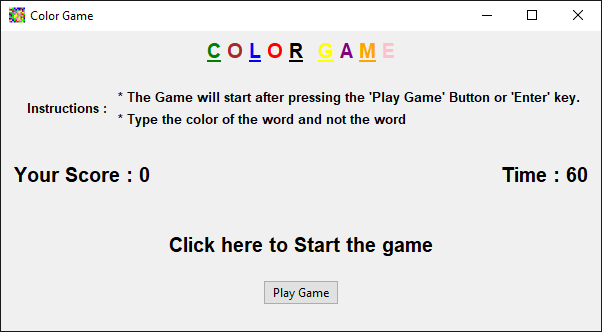 Color Game
C O L O R G A M E
* The Game will start after pressing the 'Play Game' Button or 'Enter' key.
Instructions :
* Type the color of the word and not the word
Your Score : 0
Time : 60
Click here to Start the game
Play Game